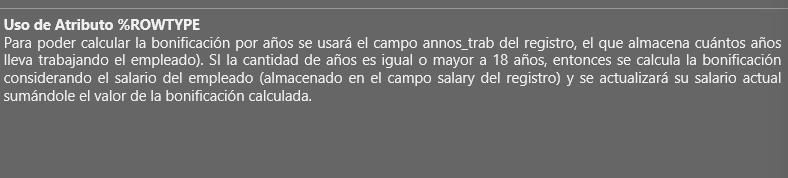 Uso de Atributo %ROWTYPE
Para poder calcular la bonificación por años se usará el campo annos_trab del registro, el que almacena cuántos años
lleva trabajando el empleado). SI la cantidad de años es igual o mayor a 18 años, entonces se calcula la bonificación
considerando el salario del empleado (almacenado en el campo salary del registro) y se actualizará su salario actual
sumándole el valor de la bonificación calculada.